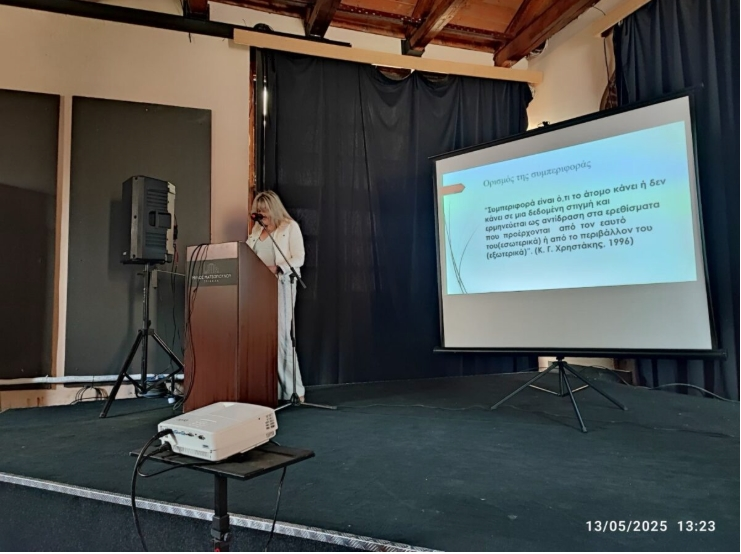 Ορισμός της συμπεριφοράς
"Συμπεριφορά είναι ό,τι το άτομο κάνει ή δεν
κάνει σε μια δεδομένη στιγμή και
ερμηνεύεται ως αντίδραση στα ερεθίσματα
που προέρχονται από τον εαυτό
του(εσωτερικά) ή από το περιβάλλον του
(εξωτερικά)". (Κ. Γ. Χρηστάκης, 1996)
13/05/2025 13:23